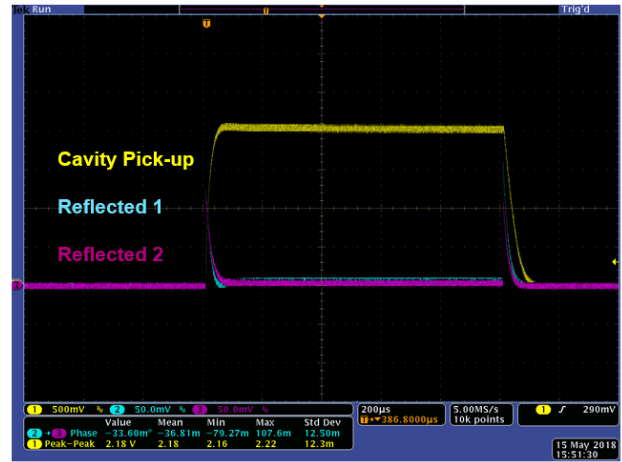 Tek Run Trig'd
Cavity Pick-up
Reflected 1
Reflected 2
1 500mV 2 50.0mV 3 50.0mV 200µs 5.00MS/s 1 290mV
T→▼386.8000µs 10k points
Value Mean Min Max Std Dev
2→3 Phase −33.60m° −36.81m −79.27m 107.6m 12.50m
1 Peak−Peak 2.18 V 2.18 2.16 2.22 12.3m
15 May 2018
15:51:30